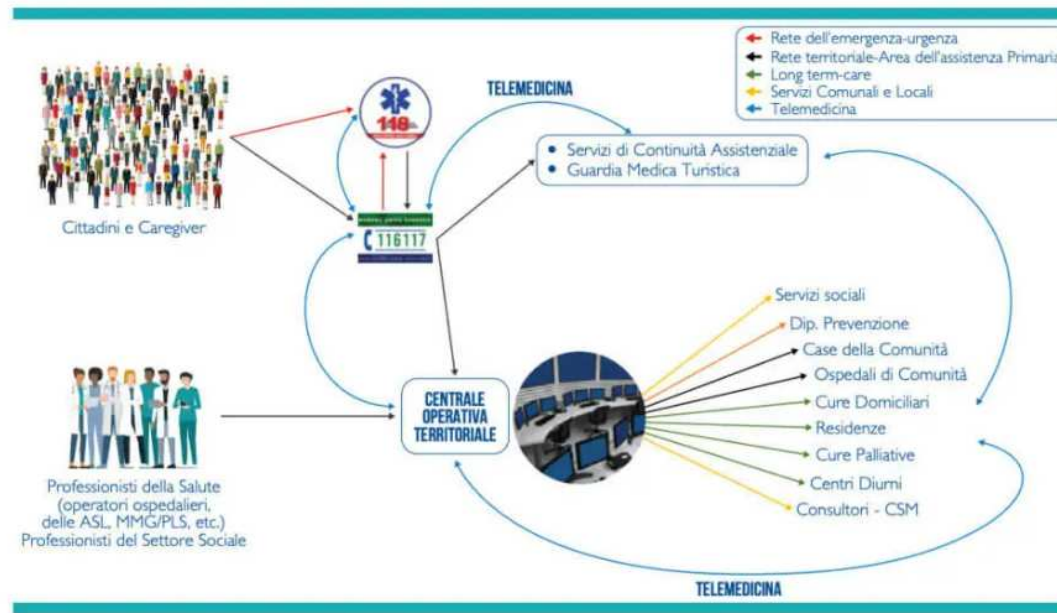 Rete dell'emergenza-urgenza
Rete territoriale-Area dell'assistenza Primaria
Long term-care
Servizi Comunali e Locali
Telemedicina
TELEMEDICINA
118
• Servizi di Continuità Assistenziale
• Guardia Medica Turistica
Cittadini e Caregiver
116117
Servizi sociali
Dip. Prevenzione
Case della Comunità
Ospedali di Comunità
Cure Domiciliari
Residenze
Cure Palliative
Centri Diurni
Consultori - CSM
CENTRALE
OPERATIVA
TERRITORIALE
Professionisti della Salute
(operatori ospedalieri,
delle ASL, MMG/PLS, etc.)
Professionisti del Settore Sociale
TELEMEDICINA